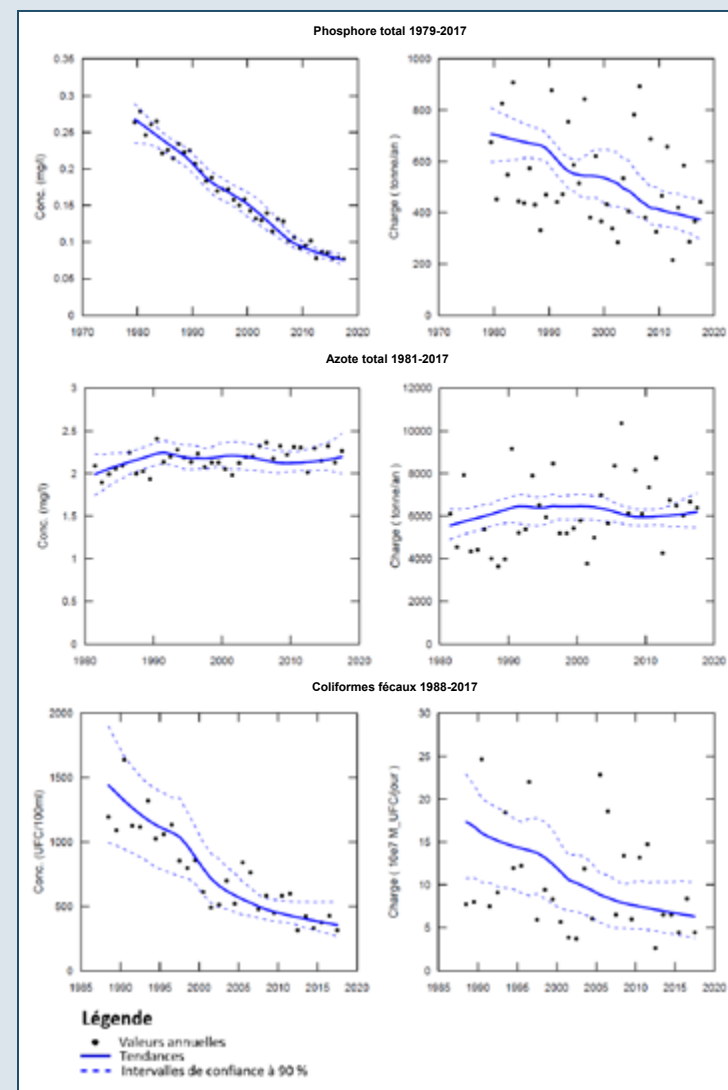 Phosphore total 1979-2017
Conc. (mg/l)
0.35
0.3
0.25
0.2
0.15
0.1
0.05
0
1970 1980 1990 2000 2010 2020
Charge ( tonne/an )
1000
800
600
400
200
0
1970 1980 1990 2000 2010 2020
Azote total 1981-2017
Conc. (mg/l)
3
2.5
2
1.5
1
0.5
0
1980 1990 2000 2010 2020
Charge ( tonne/an )
12000
10000
8000
6000
4000
2000
0
1980 1990 2000 2010 2020
Coliformes fécaux 1988-2017
Conc. (UFC/100ml)
2000
1500
1000
500
0
1985 1990 1995 2000 2005 2010 2015 2020
Charge ( 10e7 M_UFC/jour)
30
25
20
15
10
5
0
1985 1990 1995 2000 2005 2010 2015 2020
Légende
Valeurs annuelles
Tendances
Intervalles de confiance à 90 %